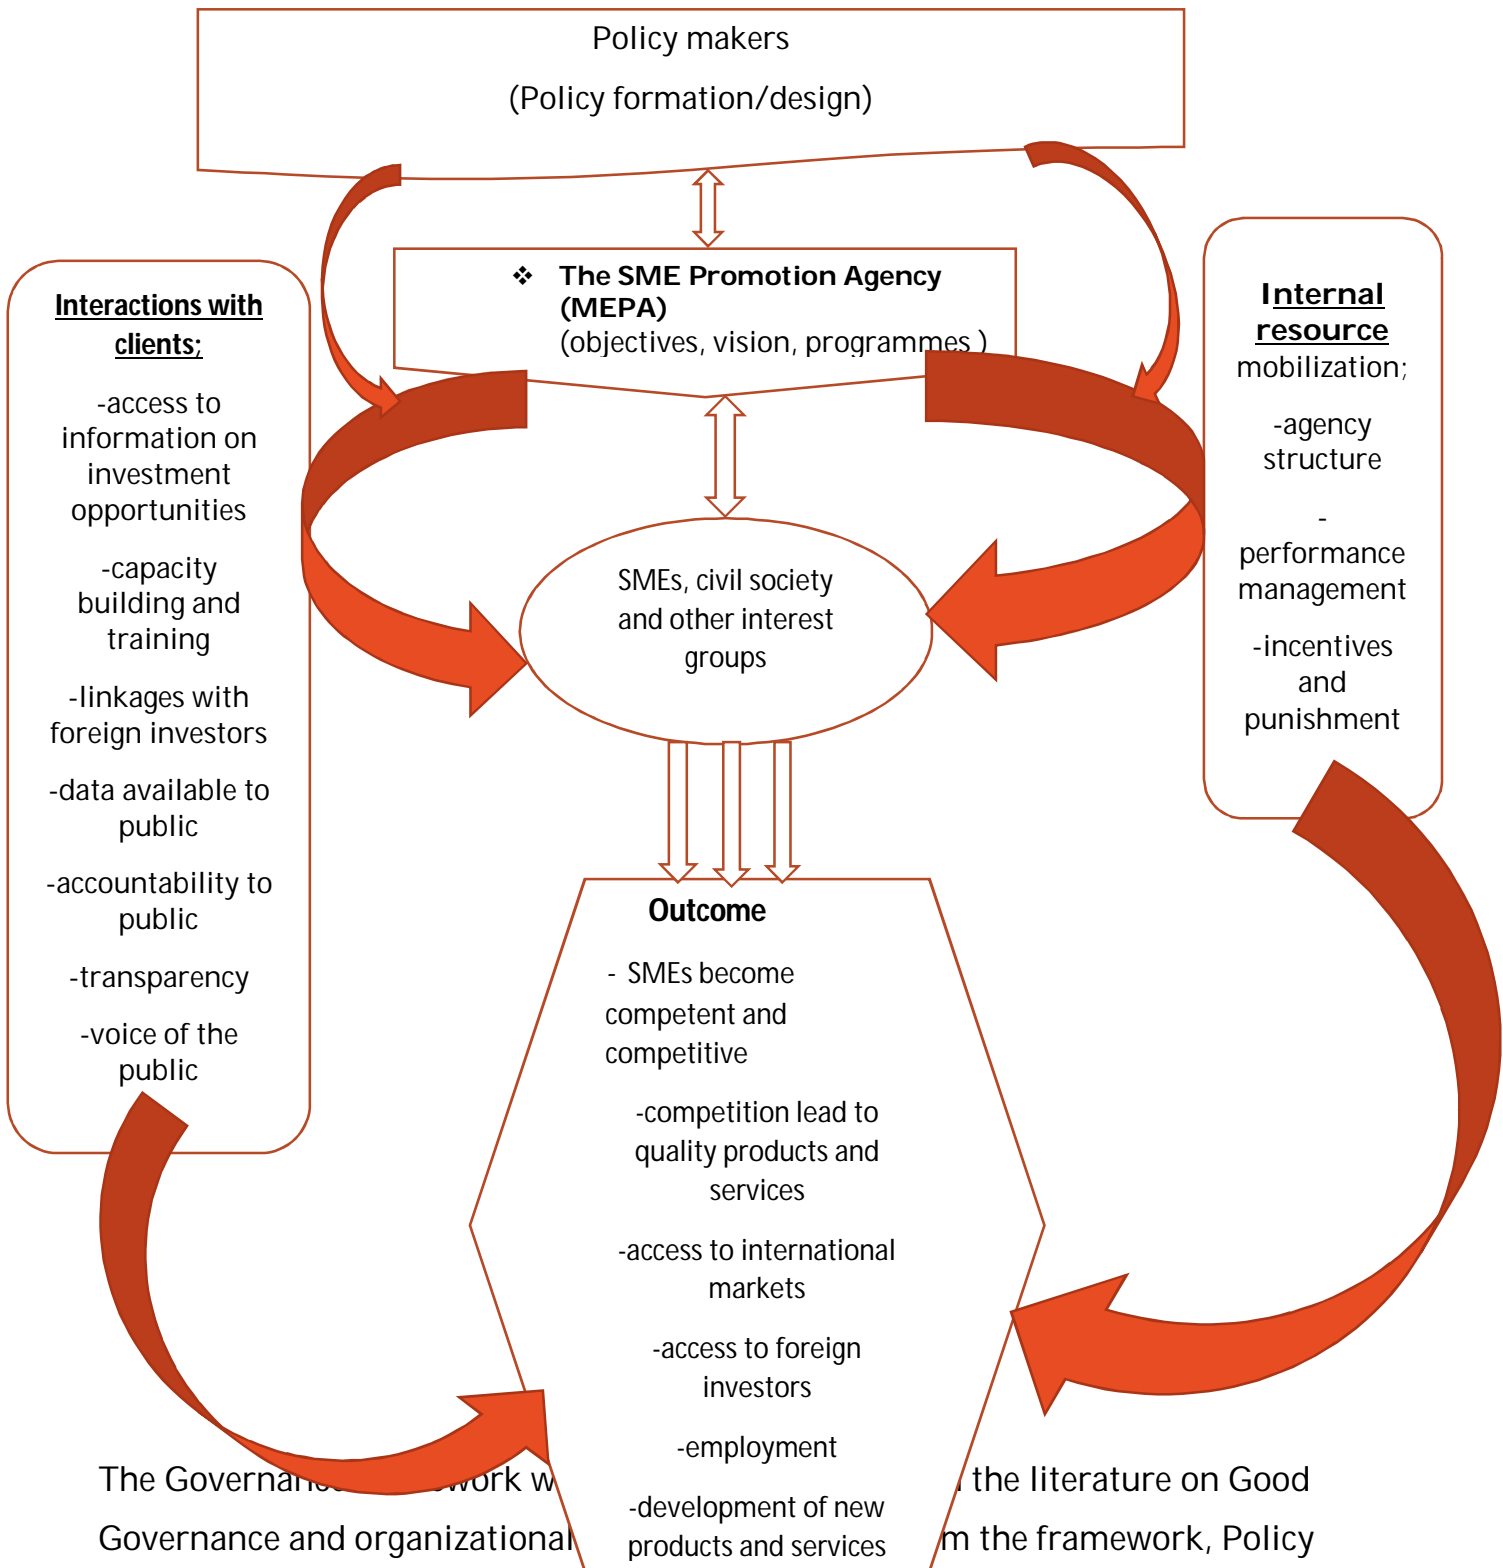 Policy makers
(Policy formation/design)
❖ The SME Promotion Agency
(MEPA)
(objectives, vision, programmes )
Interactions with
clients;
-access to
information on
investment
opportunities
-capacity
building and
training
-linkages with
foreign investors
-data available to
public
-accountability to
public
-transparency
-voice of the
public
Internal
resource
mobilization;
-agency
structure
-
performance
management
-incentives
and
punishment
SMEs, civil society
and other interest
groups
Outcome
- SMEs become
competent and
competitive
-competition lead to
quality products and
services
-access to international
markets
-access to foreign
investors
-employment
-development of new
products and services
The the literature on Good
Governance and organizational the framework, Policy